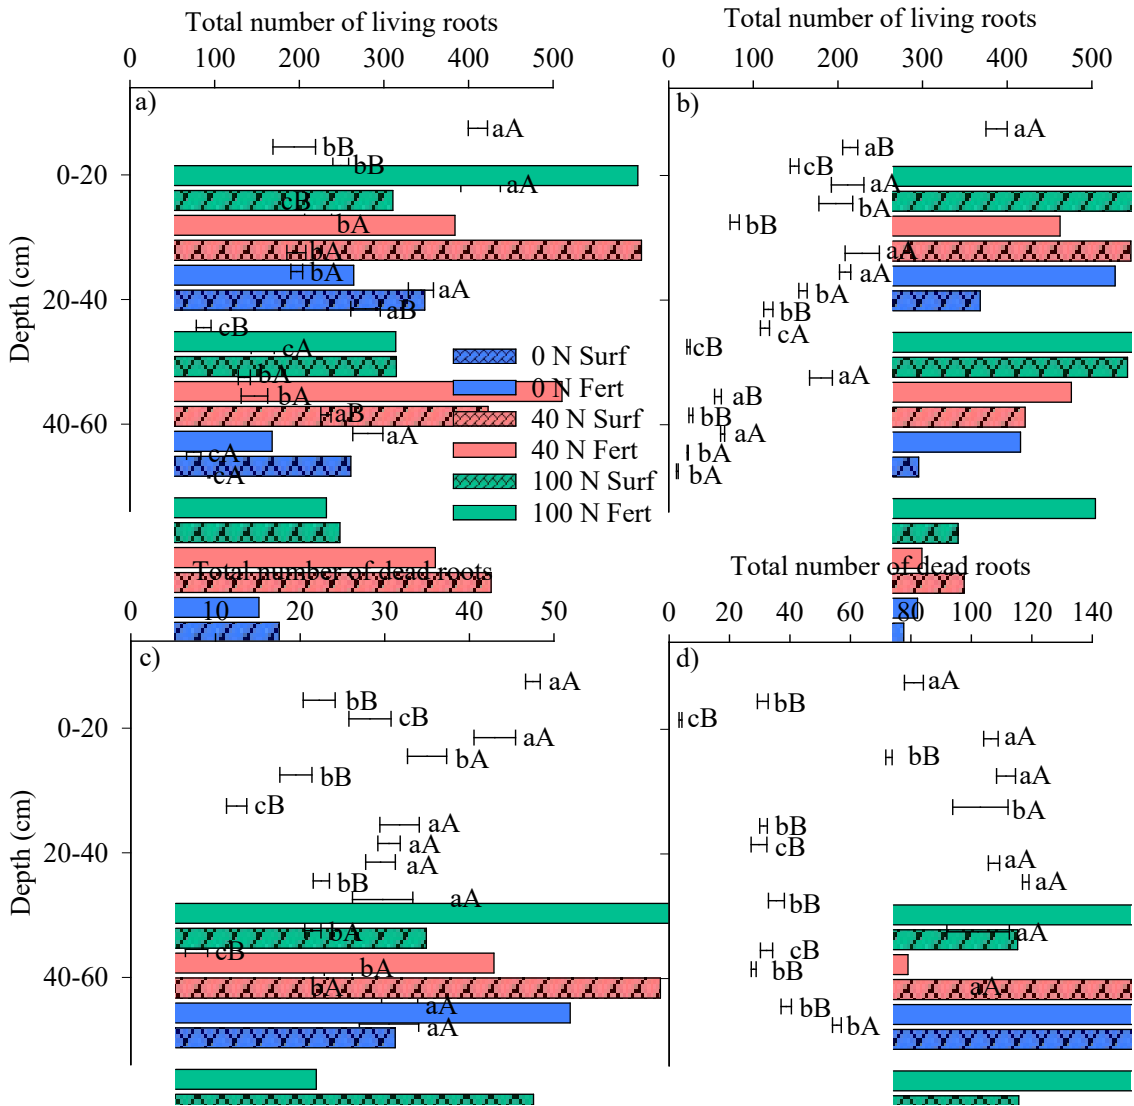 Total number of living roots
0 100 200 300 400 500
a)
aA
bB
bB
0-20
aA
cB
bA
bA
bA
20-40
aA
aB
cB
cA
bA
bA
aB
40-60
aA
cA
cA
Depth (cm)
0 N Surf
0 N Fert
40 N Surf
40 N Fert
100 N Surf
100 N Fert
Total number of living roots
0 100 200 300 400 500
b)
aA
aB
cB
aA
bA
bB
aA
aA
bA
bB
cA
cB
aA
aB
bB
aA
bA
bA
Total number of dead roots
0 10 20 30 40 50
c)
aA
bB
cB
0-20
aA
bA
bB
cB
aA
aA
20-40
aA
bB
aA
bA
cB
bA
40-60
bA
aA
aA
Depth (cm)
Total number of dead roots
0 20 40 60 80 100 120 140
d)
aA
bB
cB
aA
bB
aA
bA
bB
cB
aA
aA
bB
aA
cB
bB
aA
bB
bA